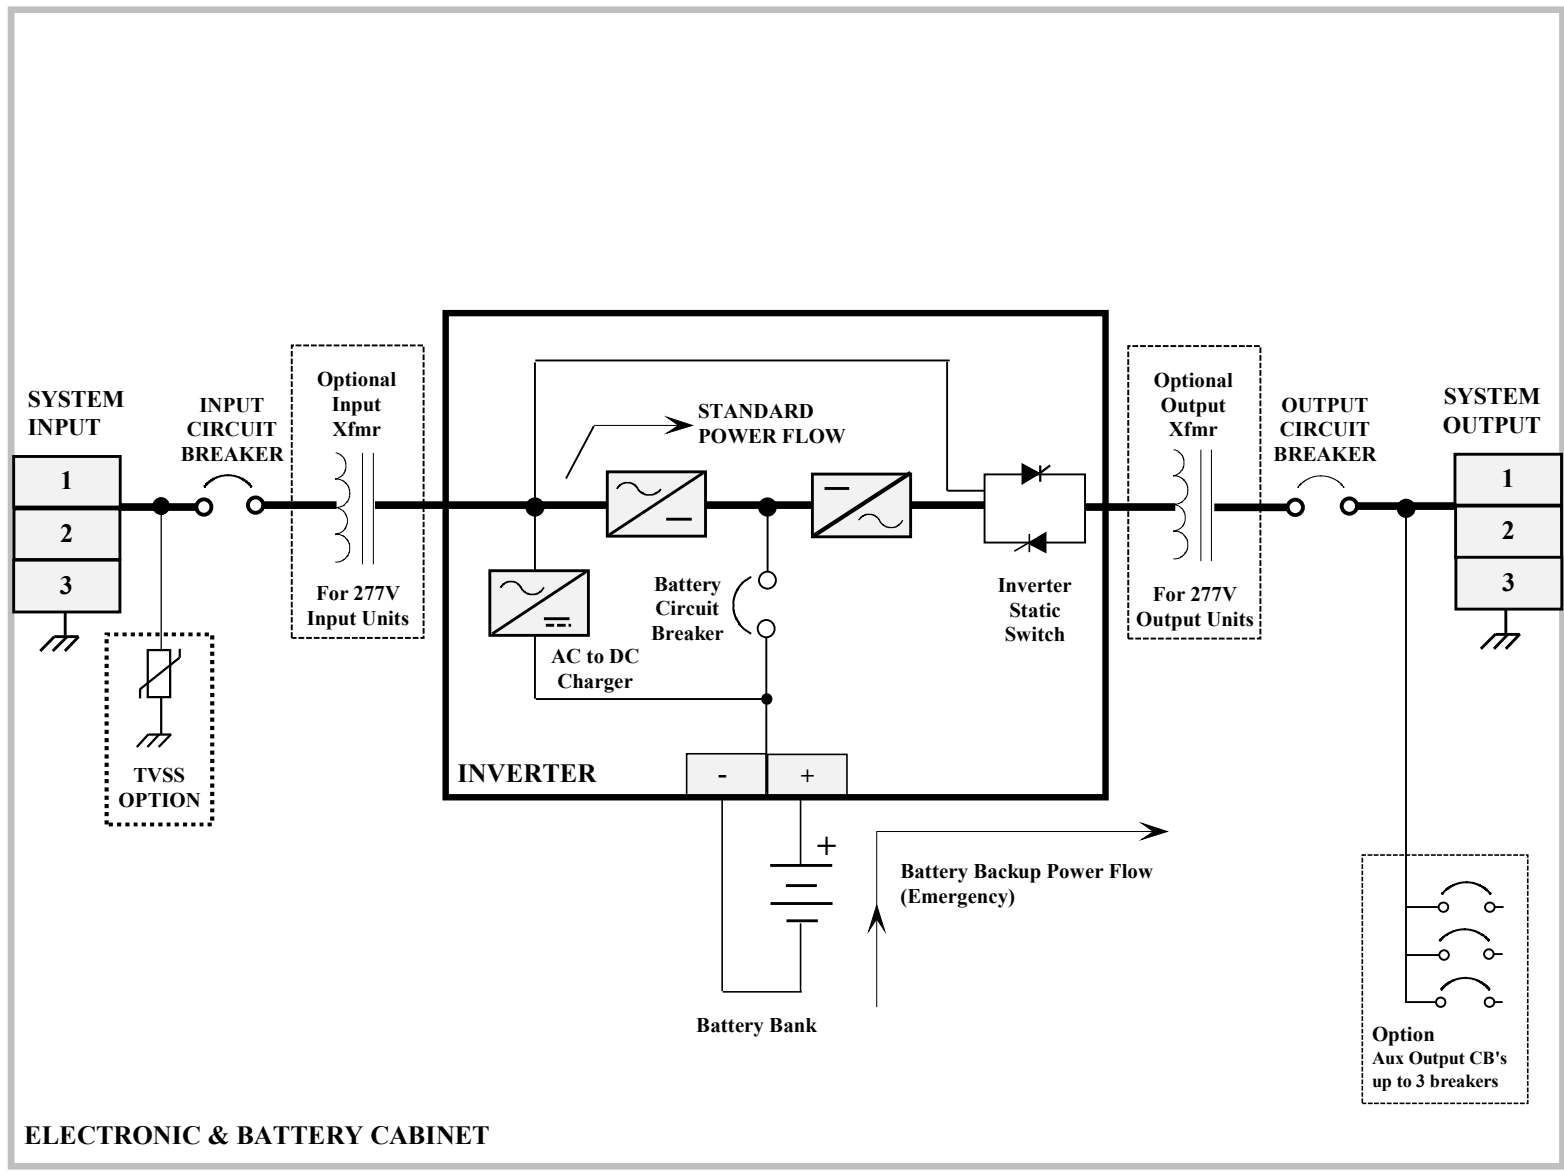 SYSTEM
INPUT
1
2
3
INPUT
CIRCUIT
BREAKER
Optional
Input
Xfmr
For 277V
Input Units
TVSS
OPTION
STANDARD
POWER FLOW
AC to DC
Charger
Battery
Circuit
Breaker
Inverter
Static
Switch
INVERTER
-
+
+
Battery Bank
Battery Backup Power Flow
(Emergency)
Optional
Output
Xfmr
For 277V
Output Units
OUTPUT
CIRCUIT
BREAKER
SYSTEM
OUTPUT
1
2
3
Option
Aux Output CB's
up to 3 breakers
ELECTRONIC & BATTERY CABINET